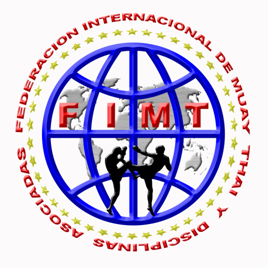 FEDERACION INTERNACIONAL DE MUAY THAI Y DISCIPLINAS ASOCIADAS
FIMT